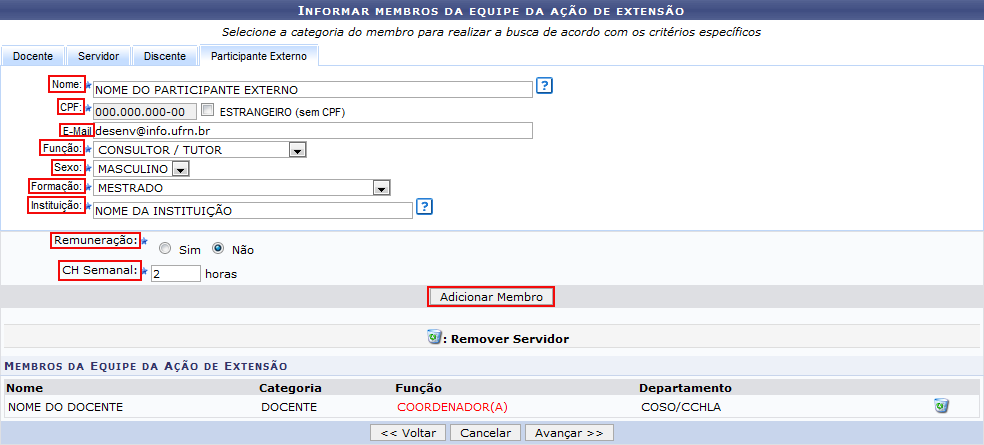 INFORMAR MEMBROS DA EQUIPE DA AÇÃO DE EXTENSÃO
Selecione a categoria do membro para realizar a busca de acordo com os critérios específicos
Docente Servidor Discente Participante Externo
Nome: * NOME DO PARTICIPANTE EXTERNO ?
CPF: * 000.000.000-00 ESTRANGEIRO (sem CPF)
E-Mail desenv@info.ufrn.br
Função: * CONSULTOR / TUTOR
Sexo: * MASCULINO
Formação: * MESTRADO
Instituição: * NOME DA INSTITUIÇÃO ?
Remuneração: * Sim Não
CH Semanal: * 2 horas
Adicionar Membro
: Remover Servidor
MEMBROS DA EQUIPE DA AÇÃO DE EXTENSÃO
Nome Categoria Função Departamento
NOME DO DOCENTE DOCENTE COORDENADOR(A) COSO/CCHLA
<< Voltar Cancelar Avançar >>